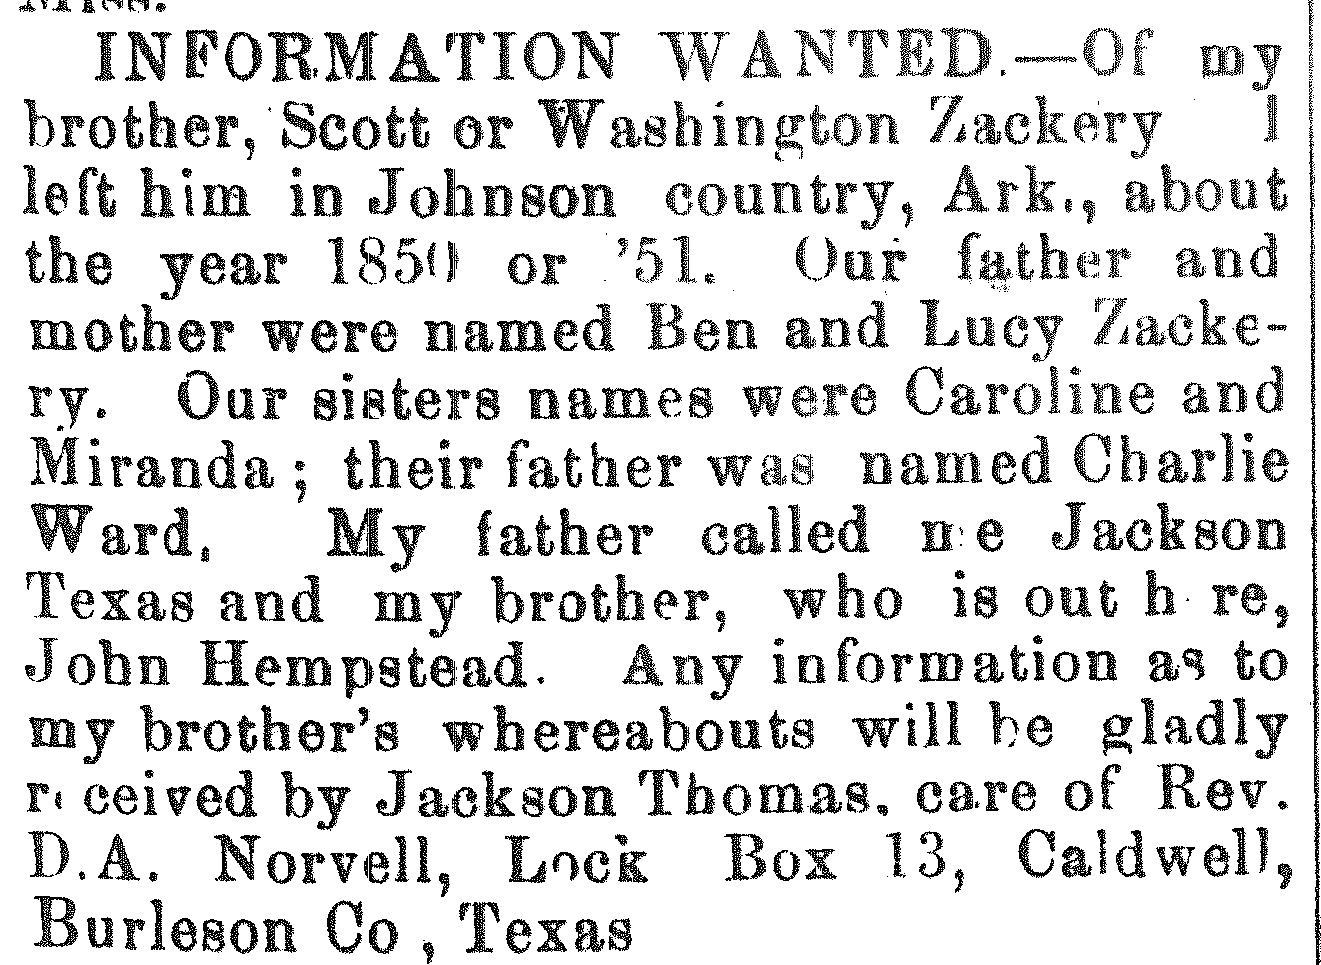 Miss.
INFORMATION WANTED.—Of my
brother, Scott or Washington Zackery I
left him in Johnson country, Ark., about
the year 1850 or '51. Our father and
mother were named Ben and Lucy Zacke-
ry. Our sisters names were Caroline and
Miranda; their father was named Charlie
Ward. My father called me Jackson
Texas and my brother, who is out h re,
John Hempstead. Any information as to
my brother's whereabouts will be gladly
received by Jackson Thomas, care of Rev.
D.A. Norvell, Lock Box 13, Caldwell,
Burleson Co, Texas